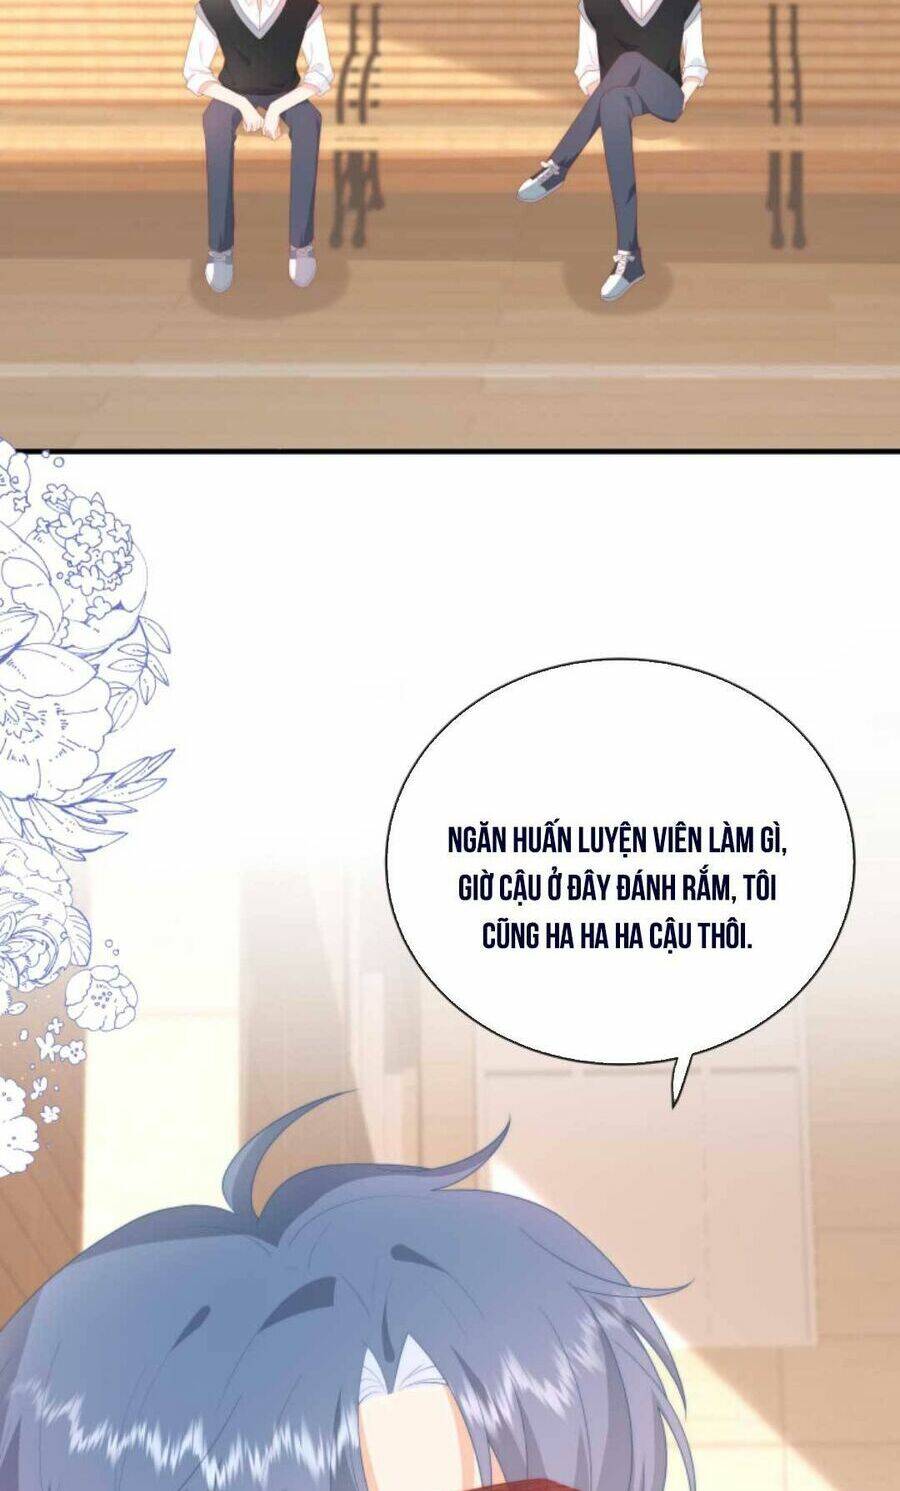 NGĂN HUẤN LUYỆN VIÊN LÀM GÌ,
GIỜ CẬU Ở ĐÂY ĐÁNH RẮM, TÔI
CŨNG HA HA HA CẬU THÔI.